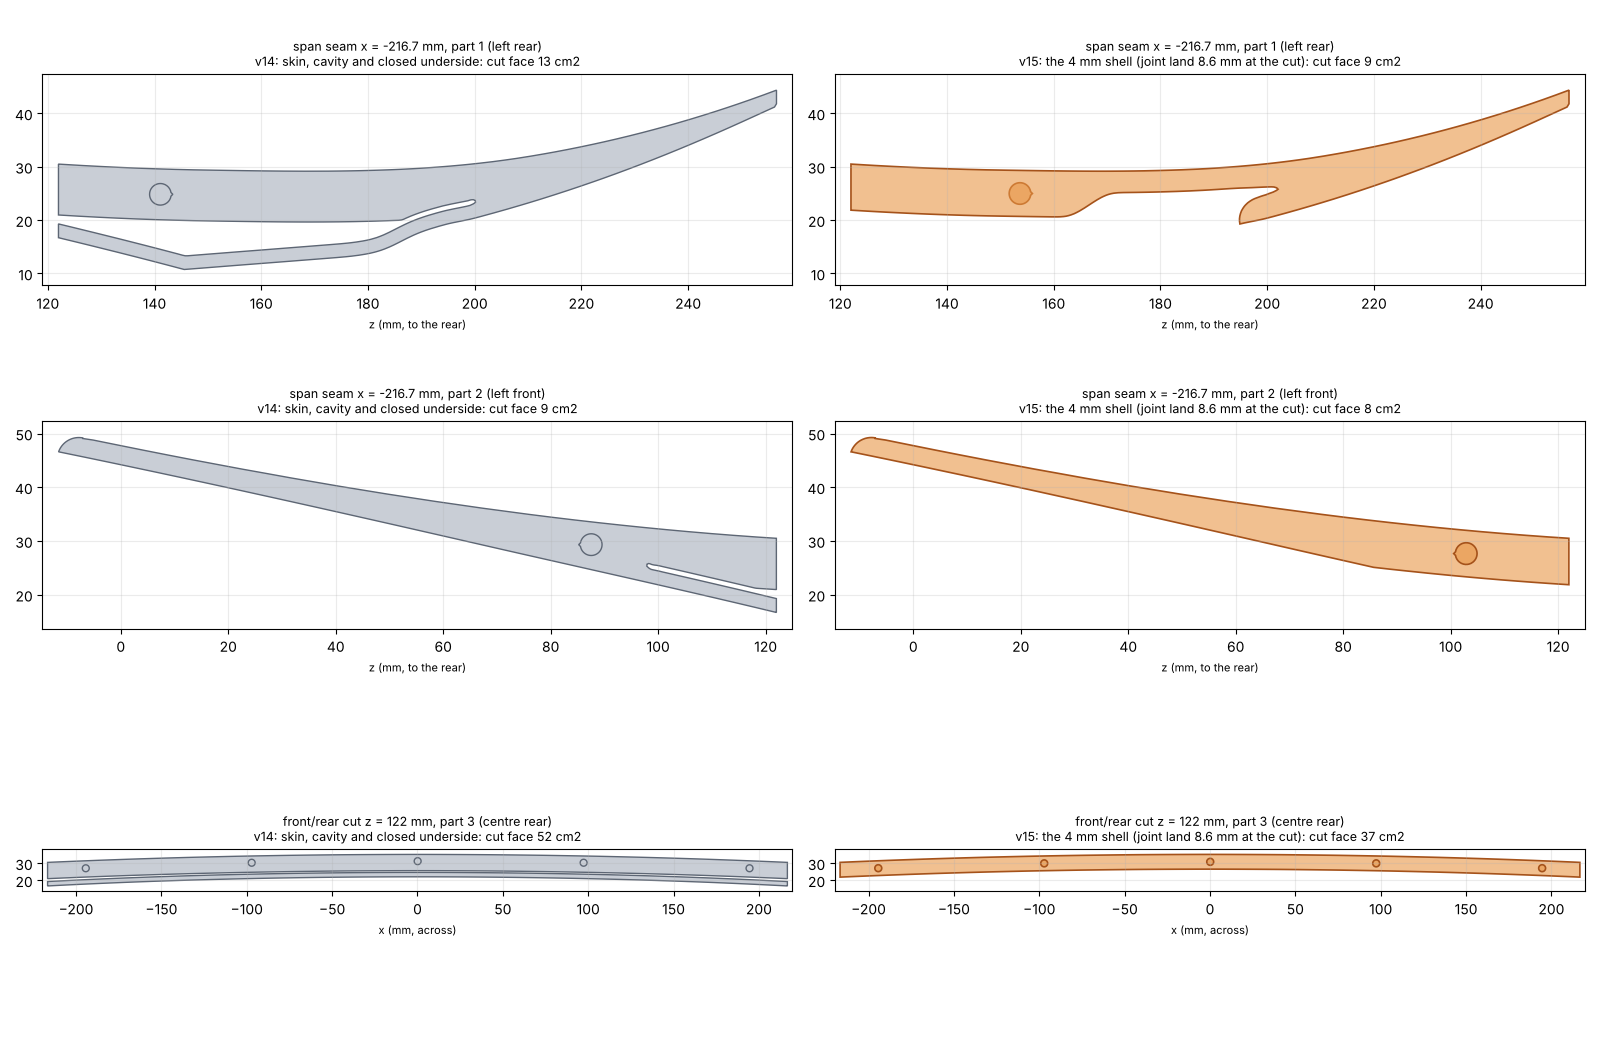 span seam x = -216.7 mm, part 1 (left rear)
v14: skin, cavity and closed underside: cut face 13 cm2
40
30
20
10
120 140 160 180 200 220 240
z (mm, to the rear)
span seam x = -216.7 mm, part 1 (left rear)
v15: the 4 mm shell (joint land 8.6 mm at the cut): cut face 9 cm2
40
30
20
10
120 140 160 180 200 220 240
z (mm, to the rear)
span seam x = -216.7 mm, part 2 (left front)
v14: skin, cavity and closed underside: cut face 9 cm2
50
40
30
20
0 20 40 60 80 100 120
z (mm, to the rear)
span seam x = -216.7 mm, part 2 (left front)
v15: the 4 mm shell (joint land 8.6 mm at the cut): cut face 8 cm2
50
40
30
20
0 20 40 60 80 100 120
z (mm, to the rear)
front/rear cut z = 122 mm, part 3 (centre rear)
v14: skin, cavity and closed underside: cut face 52 cm2
30
20
−200 −150 −100 −50 0 50 100 150 200
x (mm, across)
front/rear cut z = 122 mm, part 3 (centre rear)
v15: the 4 mm shell (joint land 8.6 mm at the cut): cut face 37 cm2
30
20
−200 −150 −100 −50 0 50 100 150 200
x (mm, across)